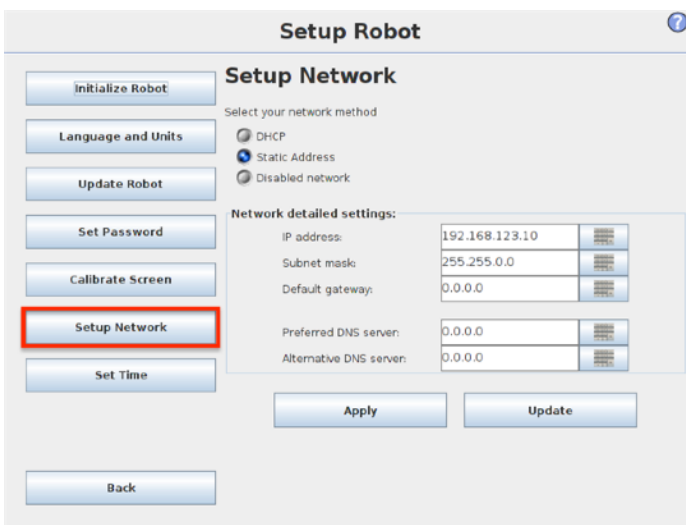 Setup Robot
?
Initialize Robot
Language and Units
Update Robot
Set Password
Calibrate Screen
Setup Network
Set Time
Back
Setup Network
Select your network method
DHCP
Static Address
Disabled network
Network detailed settings:
IP address: 192.168.123.10
Subnet mask: 255.255.0.0
Default gateway: 0.0.0.0
Preferred DNS server: 0.0.0.0
Alternative DNS server: 0.0.0.0
Apply Update